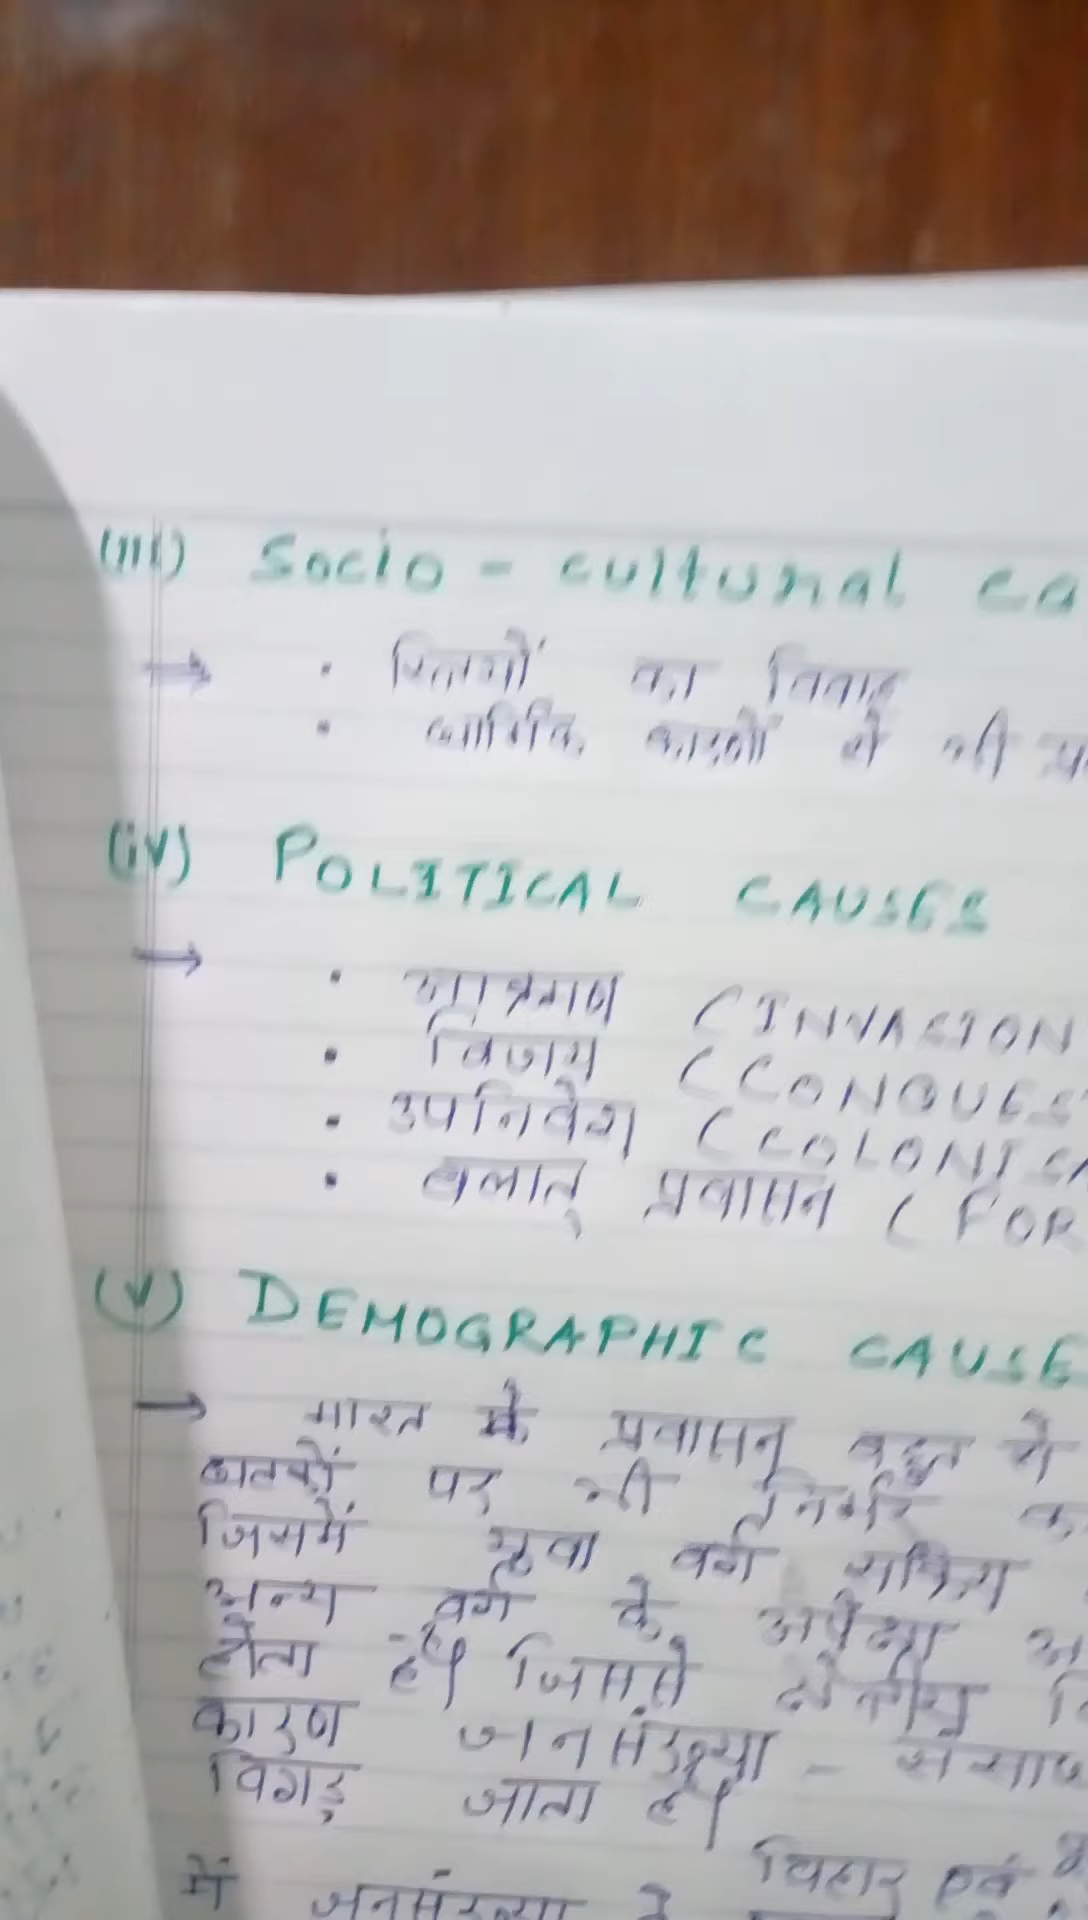 (iii) Socio - cultural ca
→ • स्त्रियों का विवाह
• धार्मिक कारणों से भी प्र
(iv) POLITICAL CAUSES
→ • आक्रमण (INVASION
• विजय (CONQUES
• उपनिवेश (COLONISA
• बलात् प्रवासन (FOR
(v) DEMOGRAPHIC CAUSE
→ भारत में प्रवासन बहुत से
घटकों पर भी निर्भर क
जिसमें युवा वर्ग सक्रिय
अन्य वर्ग के अपेक्षा अ
होता है। जिससे क्षेत्रीय वि
कारण जनसंख्या - संसाध
बिगड़ जाता है।
बिहार एवं
में जनसंख्या